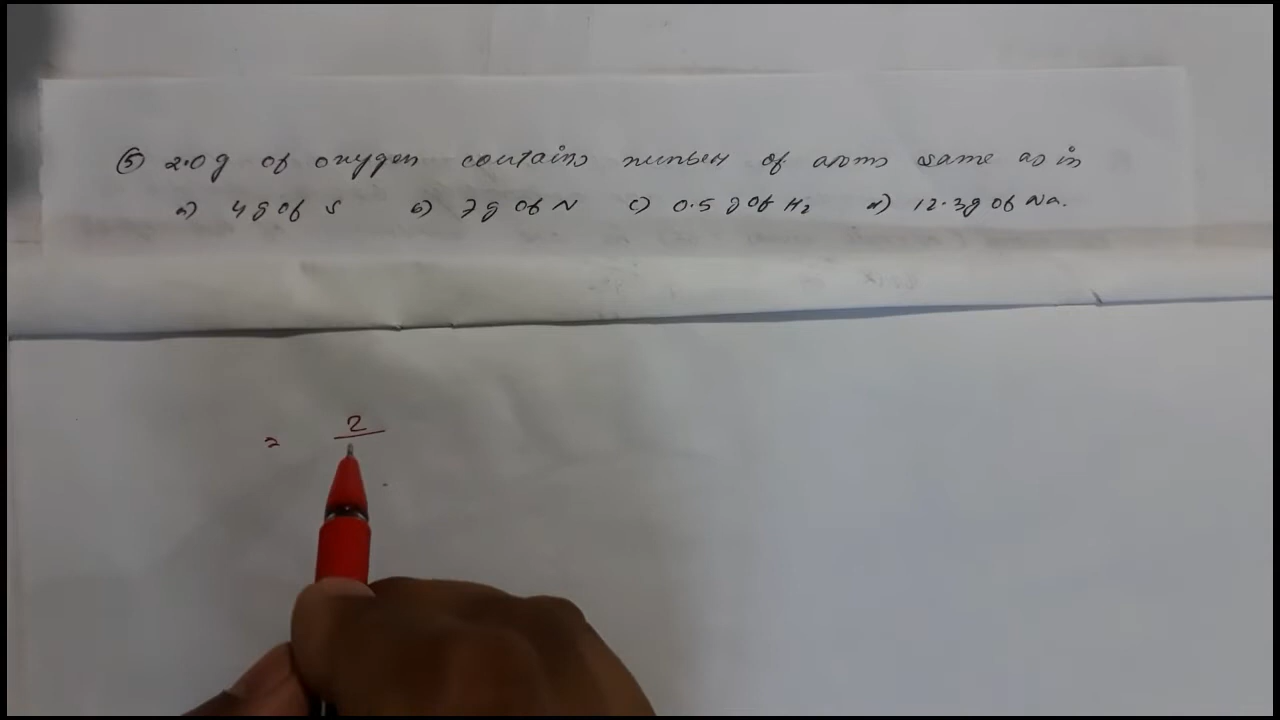 ⑤ 2.0g of oxygen contains number of atoms same as in
a) 4g of S b) 7g of N c) 0.5 g of H₂ d) 12.3g of Na.
= 2